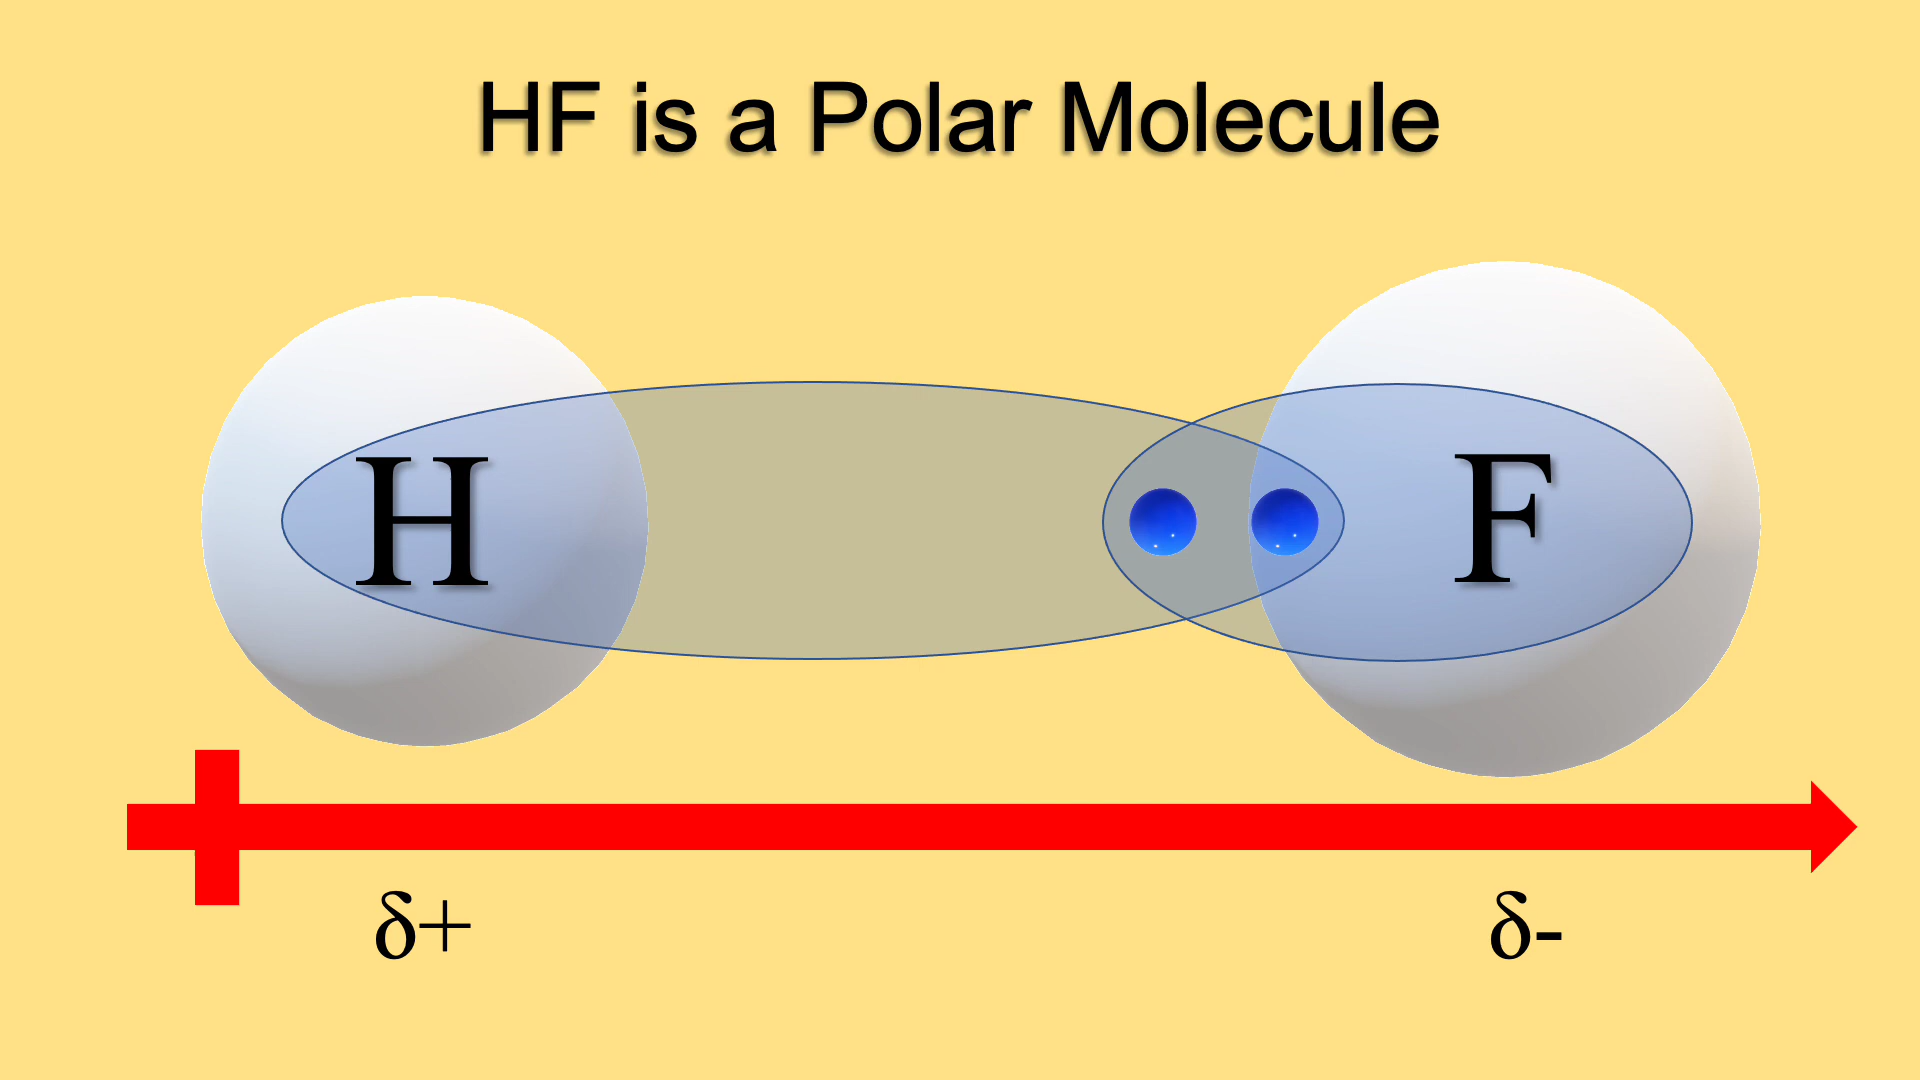 HF is a Polar Molecule
H F
δ+ δ-